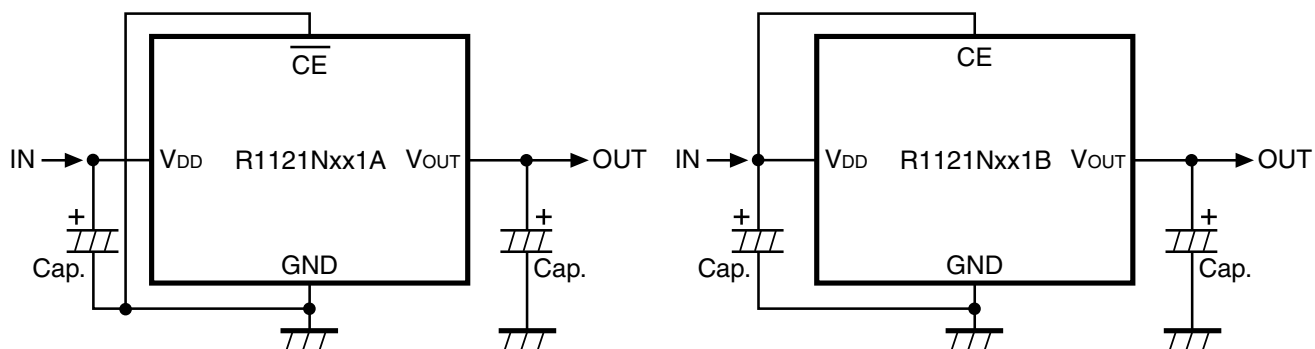 CE
IN
VDD
R1121Nxx1A
VOUT
OUT
+
Cap.
+
Cap.
GND
CE
IN
VDD
R1121Nxx1B
VOUT
OUT
+
Cap.
+
Cap.
GND